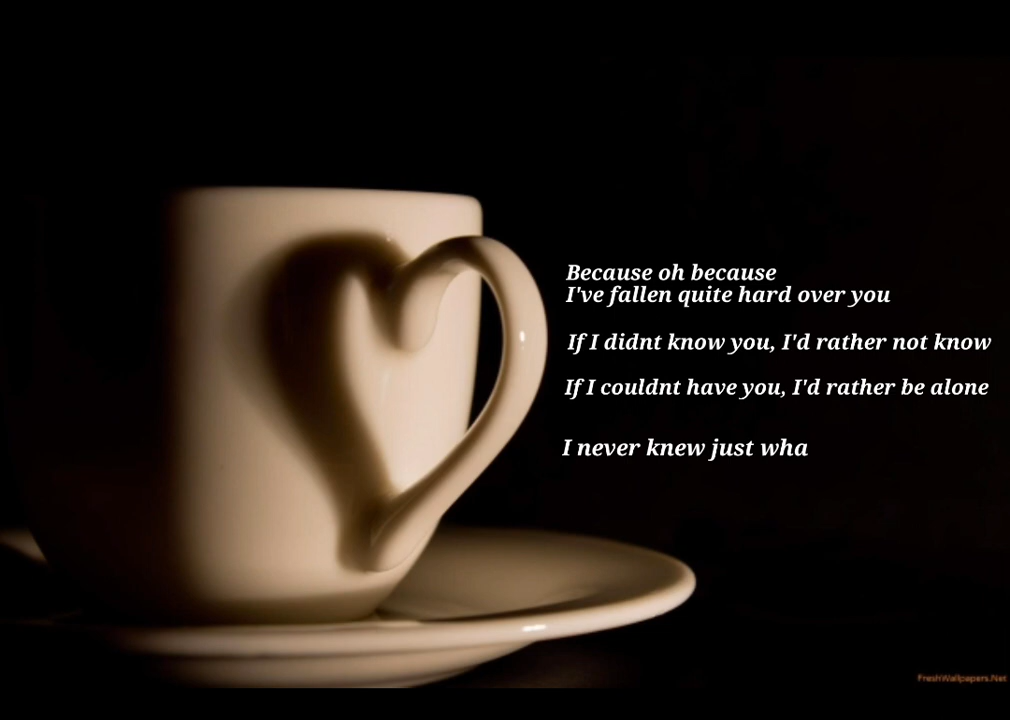 Because oh because
I've fallen quite hard over you
If I didnt know you, I'd rather not know
If I couldnt have you, I'd rather be alone
I never knew just wha
FreshWallpapers.Net